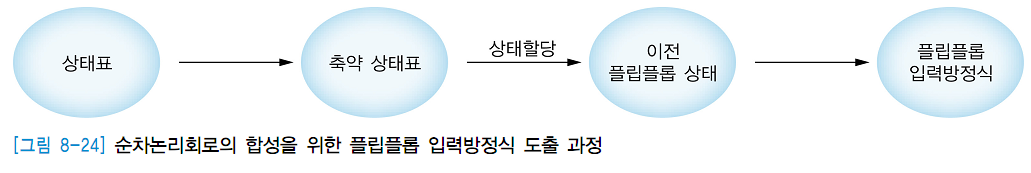 상태표
축약 상태표
상태할당
이전
플립플롭 상태
플립플롭
입력방정식
[그림 8-24] 순차논리회로의 합성을 위한 플립플롭 입력방정식 도출 과정